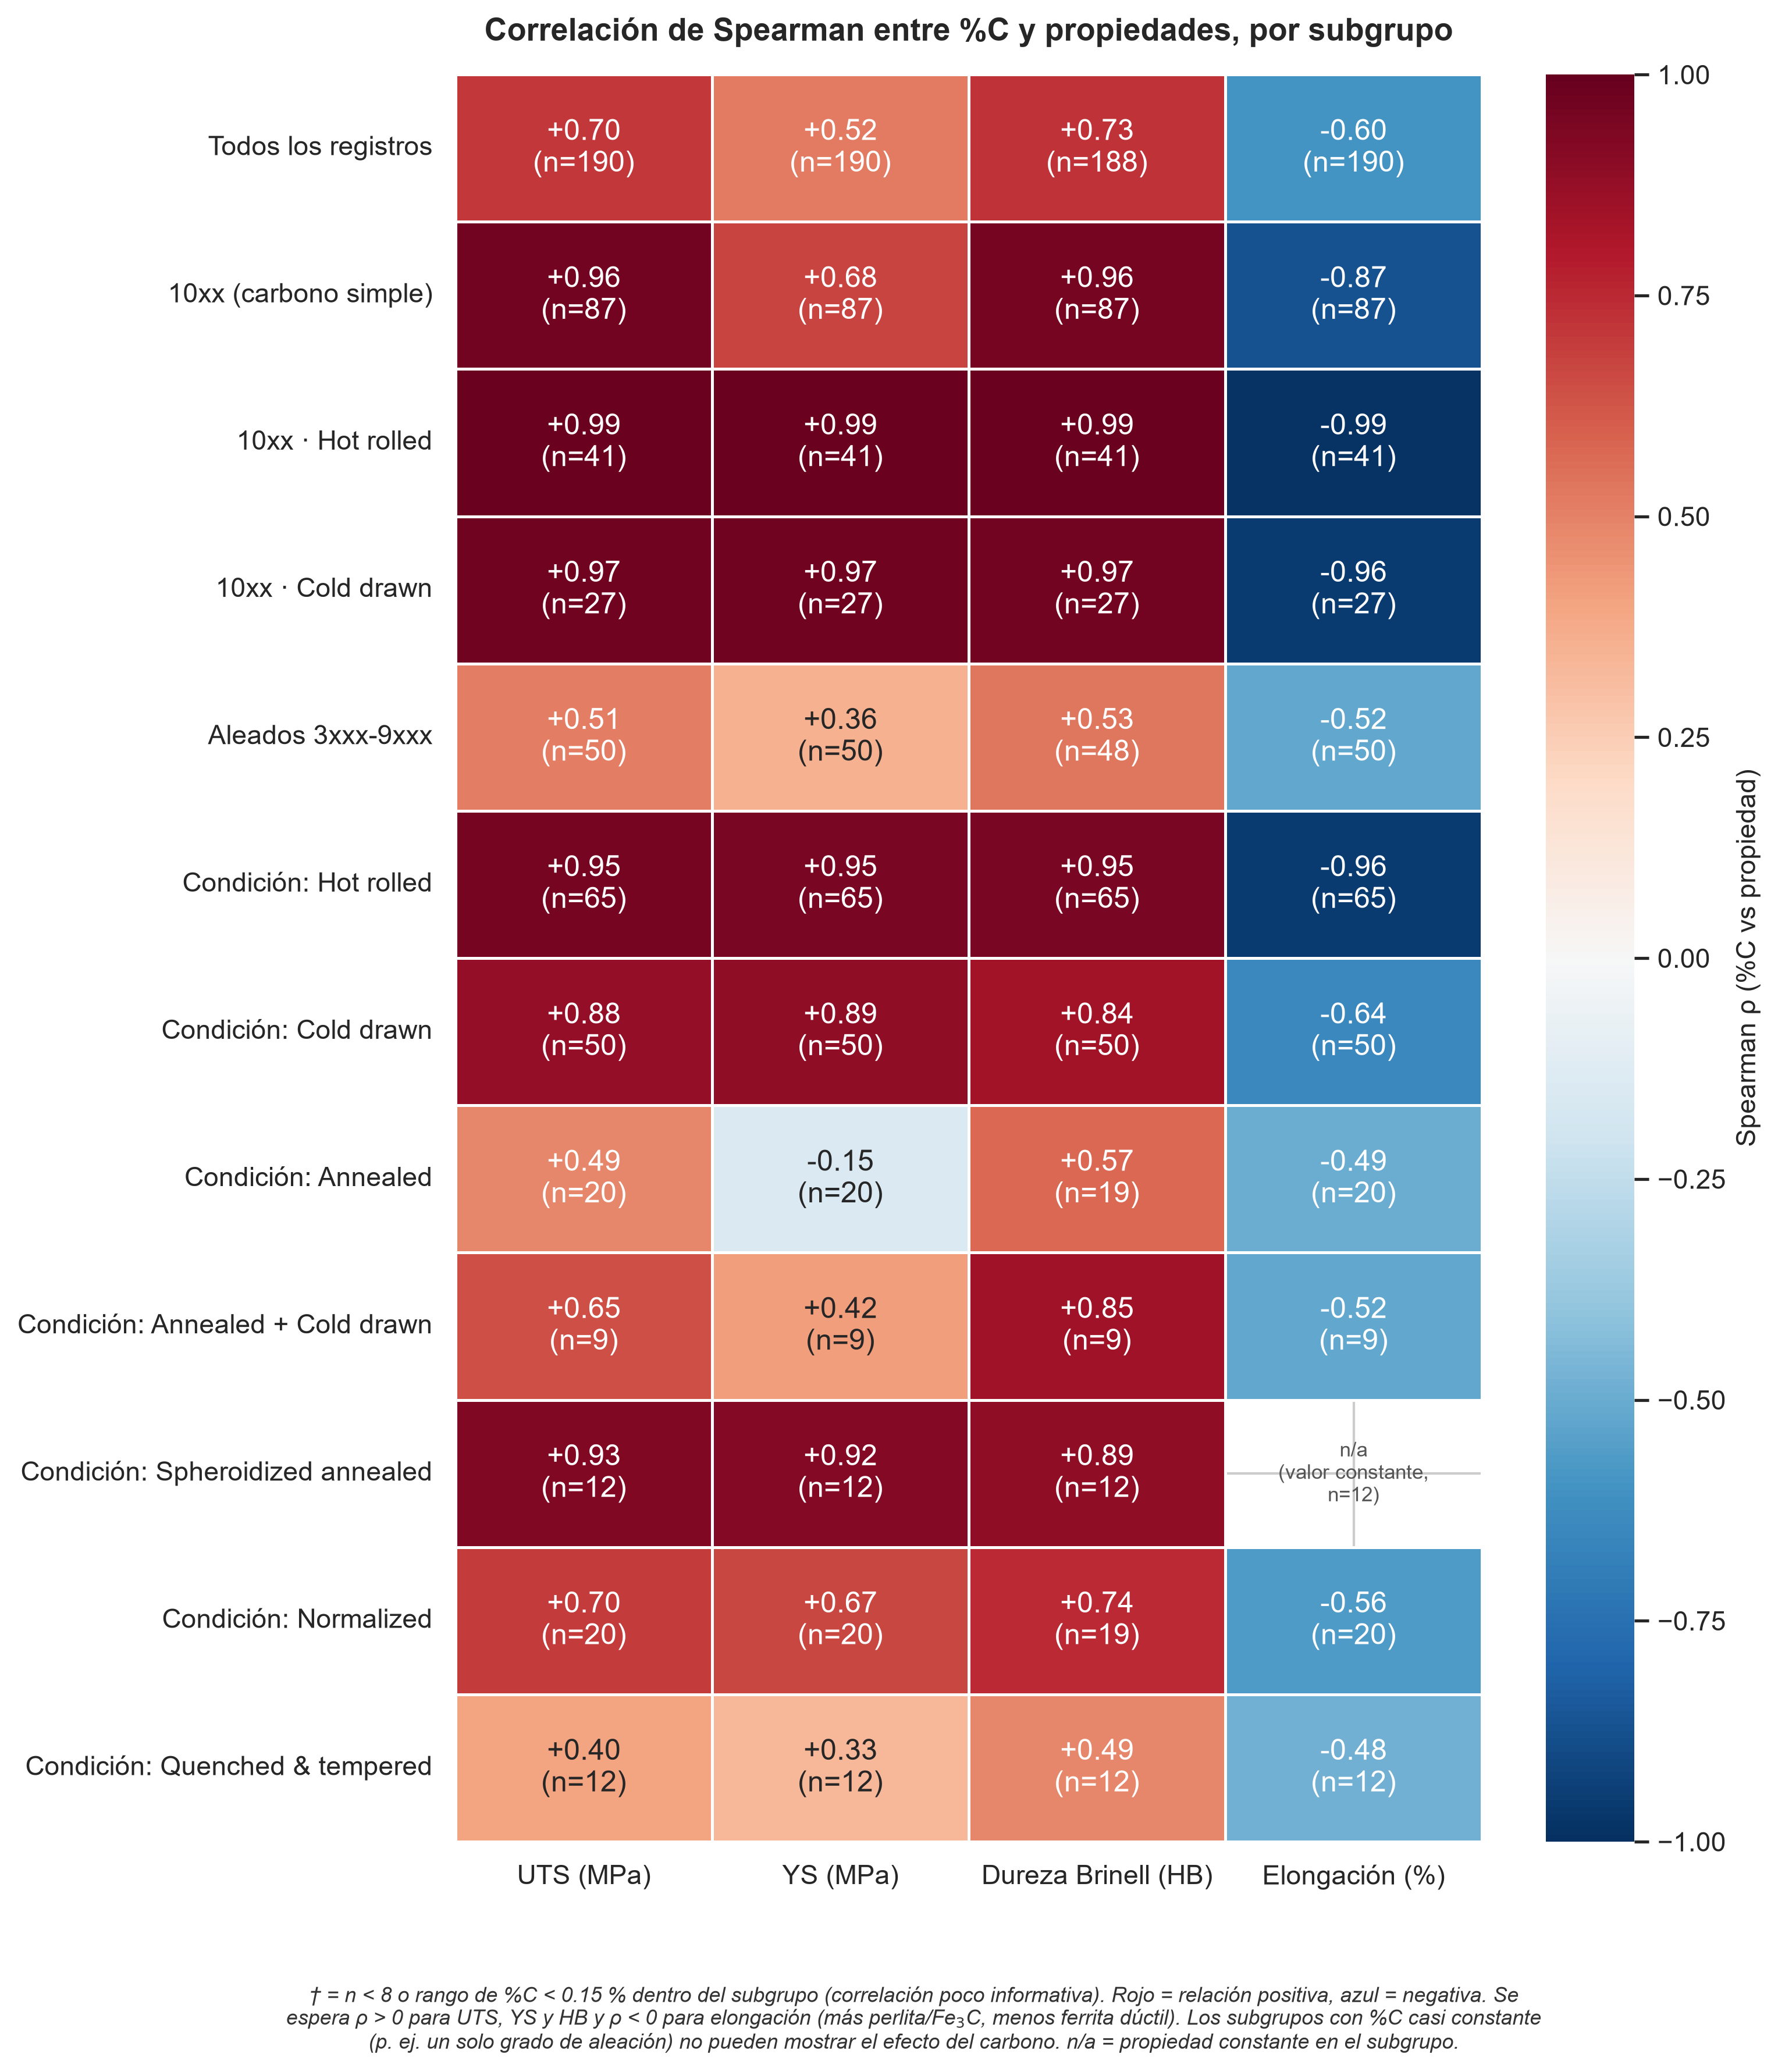 Correlación de Spearman entre %C y propiedades, por subgrupo
Todos los registros
+0.70
(n=190)
+0.52
(n=190)
+0.73
(n=188)
-0.60
(n=190)
10xx (carbono simple)
+0.96
(n=87)
+0.68
(n=87)
+0.96
(n=87)
-0.87
(n=87)
10xx · Hot rolled
+0.99
(n=41)
+0.99
(n=41)
+0.99
(n=41)
-0.99
(n=41)
10xx · Cold drawn
+0.97
(n=27)
+0.97
(n=27)
+0.97
(n=27)
-0.96
(n=27)
Aleados 3xxx-9xxx
+0.51
(n=50)
+0.36
(n=50)
+0.53
(n=48)
-0.52
(n=50)
Condición: Hot rolled
+0.95
(n=65)
+0.95
(n=65)
+0.95
(n=65)
-0.96
(n=65)
Condición: Cold drawn
+0.88
(n=50)
+0.89
(n=50)
+0.84
(n=50)
-0.64
(n=50)
Condición: Annealed
+0.49
(n=20)
-0.15
(n=20)
+0.57
(n=19)
-0.49
(n=20)
Condición: Annealed + Cold drawn
+0.65
(n=9)
+0.42
(n=9)
+0.85
(n=9)
-0.52
(n=9)
Condición: Spheroidized annealed
+0.93
(n=12)
+0.92
(n=12)
+0.89
(n=12)
n/a
(valor constante,
n=12)
Condición: Normalized
+0.70
(n=20)
+0.67
(n=20)
+0.74
(n=19)
-0.56
(n=20)
Condición: Quenched & tempered
+0.40
(n=12)
+0.33
(n=12)
+0.49
(n=12)
-0.48
(n=12)
UTS (MPa)
YS (MPa)
Dureza Brinell (HB)
Elongación (%)
1.00
0.75
0.50
0.25
0.00
−0.25
−0.50
−0.75
−1.00
Spearman ρ (%C vs propiedad)
† = n < 8 o rango de %C < 0.15 % dentro del subgrupo (correlación poco informativa). Rojo = relación positiva, azul = negativa. Se
espera ρ > 0 para UTS, YS y HB y ρ < 0 para elongación (más perlita/Fe₃C, menos ferrita dúctil). Los subgrupos con %C casi constante
(p. ej. un solo grado de aleación) no pueden mostrar el efecto del carbono. n/a = propiedad constante en el subgrupo.